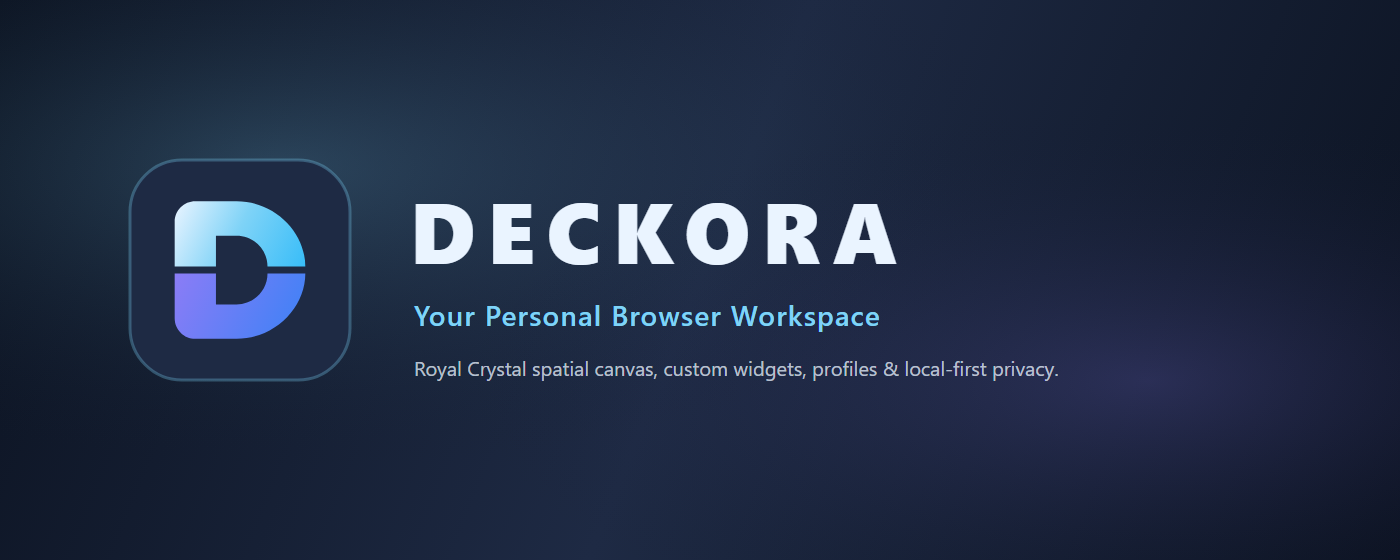 D
DECKORA
Your Personal Browser Workspace
Royal Crystal spatial canvas, custom widgets, profiles & local-first privacy.